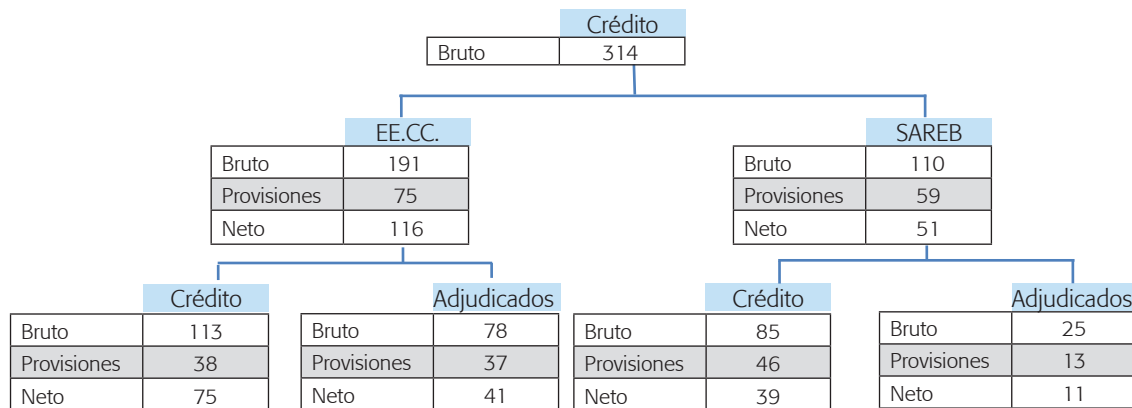 Crédito
Bruto 314
EE.CC.
Bruto 191
Provisiones 75
Neto 116
SAREB
Bruto 110
Provisiones 59
Neto 51
Crédito
Bruto 113
Provisiones 38
Neto 75
Adjudicados
Bruto 78
Provisiones 37
Neto 41
Crédito
Bruto 85
Provisiones 46
Neto 39
Adjudicados
Bruto 25
Provisiones 13
Neto 11